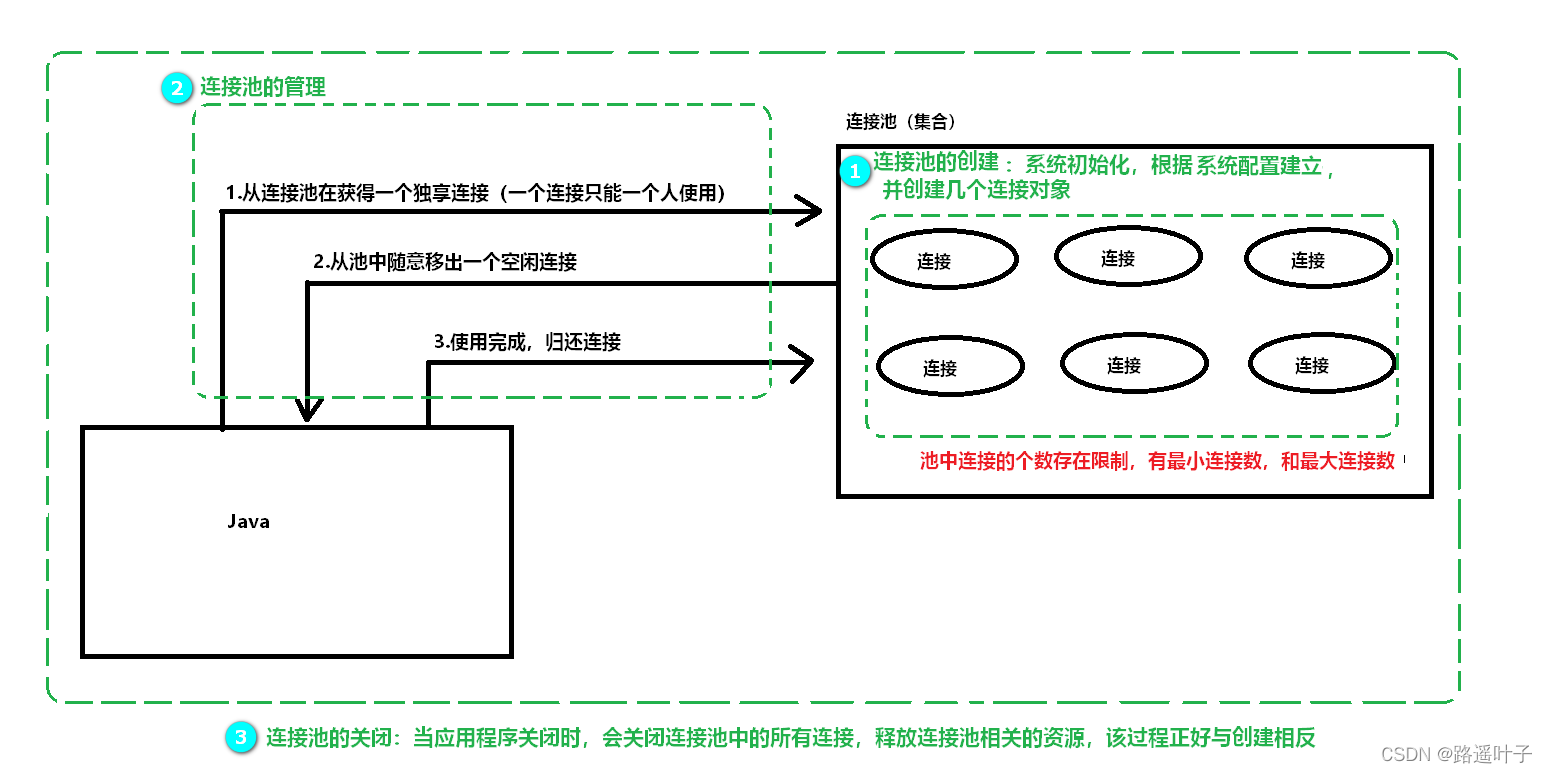 2 连接池的管理
连接池（集合）
1 连接池的创建：系统初始化，根据系统配置建立，
并创建几个连接对象
1.从连接池在获得一个独享连接（一个连接只能一个人使用）
2.从池中随意移出一个空闲连接
3.使用完成，归还连接
连接 连接 连接
连接 连接 连接
池中连接的个数存在限制，有最小连接数，和最大连接数
Java
3 连接池的关闭：当应用程序关闭时，会关闭连接池中的所有连接，释放连接池相关的资源，该过程正好与创建相反
CSDN @路遥叶子